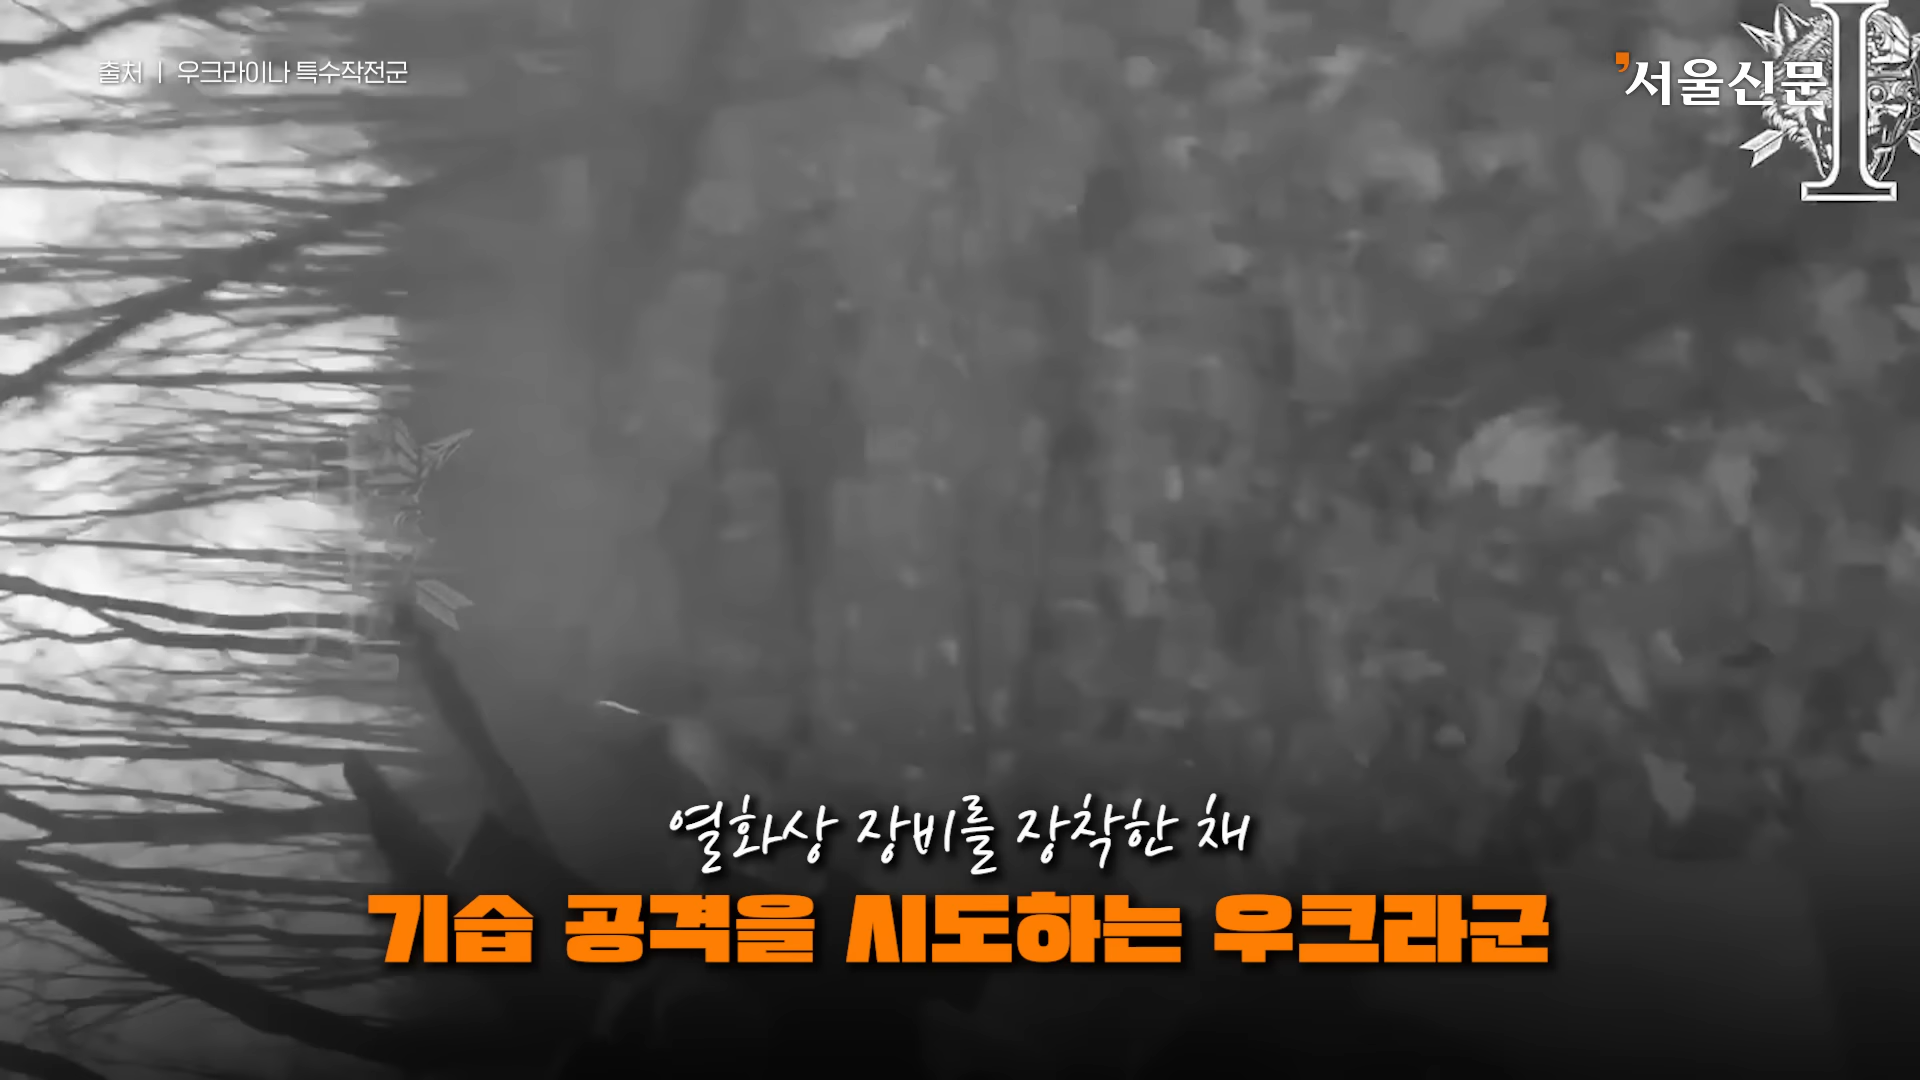 출처 | 우크라이나 특수작전군
서울신문
I
열화상 장비를 장착한 채
기습 공격을 시도하는 우크라군